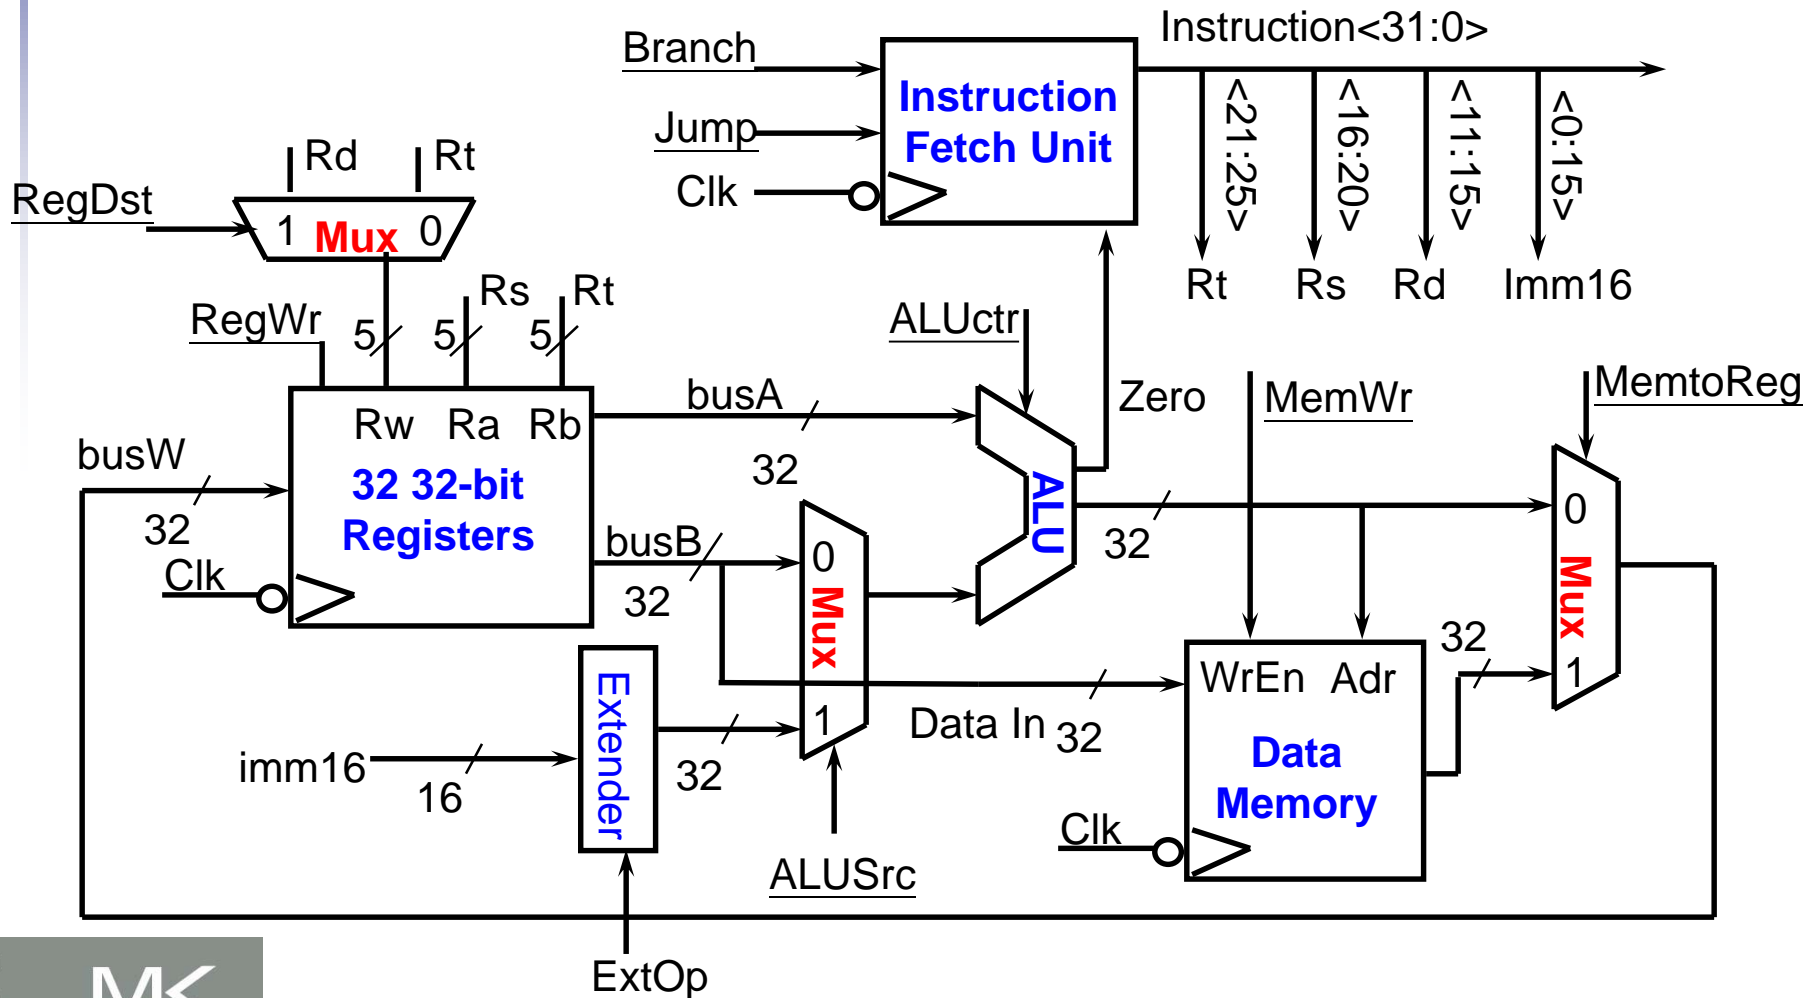 Instruction<31:0>
Branch
Jump
Clk
Instruction
Fetch Unit
<21:25>
<16:20>
<11:15>
<0:15>
Rt
Rs
Rd
Imm16
Rd
Rt
RegDst
1 Mux 0
RegWr
5
5
5
Rs
Rt
Rw Ra Rb
32 32-bit
Registers
busW
32
Clk
busA
32
busB
32
ALUctr
ALU
Zero
32
MemWr
MemtoReg
0
Mux
1
0
Mux
1
32
WrEn Adr
Data
Memory
Clk
Data In 32
imm16
16
Extender
32
ALUSrc
ExtOp
MK